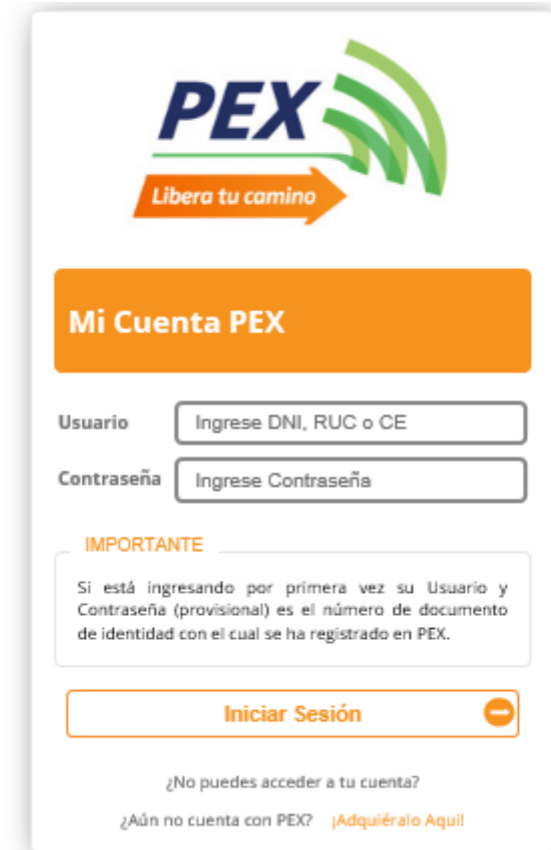 PEX
Libera tu camino
Mi Cuenta PEX
Usuario
Ingrese DNI, RUC o CE
Contraseña
Ingrese Contraseña
IMPORTANTE
Si está ingresando por primera vez su Usuario y
Contraseña (provisional) es el número de documento
de identidad con el cual se ha registrado en PEX.
Iniciar Sesión
¿No puedes acceder a tu cuenta?
¿Aún no cuenta con PEX? ¡Adquiéralo Aqui!